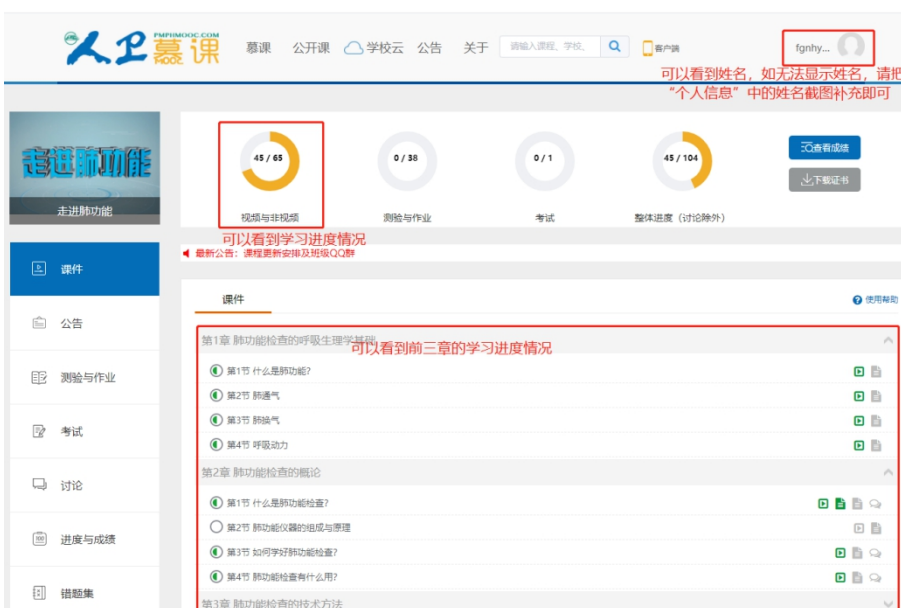 人卫慕课
PMPHMOOC.COM
慕课 公开课 学校云 公告 关于 请输入课程、学校、 客户端 fgnhy...
可以看到姓名，如无法显示姓名，请把
“个人信息”中的姓名截图补充即可
走进肺功能
走进肺功能
45 / 65
0 / 38
0 / 1
45 / 104
查看成绩
下载证书
视频与非视频
测验与作业
考试
整体进度（讨论除外）
可以看到学习进度情况
最新公告：课程更新安排及班级QQ群
课件
公告
测验与作业
考试
讨论
进度与成绩
错题集
课件
使用帮助
第1章 肺功能检查的呼吸生理学基础
可以看到前三章的学习进度情况
第1节 什么是肺功能?
第2节 肺通气
第3节 肺换气
第4节 呼吸动力
第2章 肺功能检查的概论
第1节 什么是肺功能检查?
第2节 肺功能仪器的组成与原理
第3节 如何学好肺功能检查?
第4节 肺功能检查有什么用?
第3章 肺功能检查的技术方法